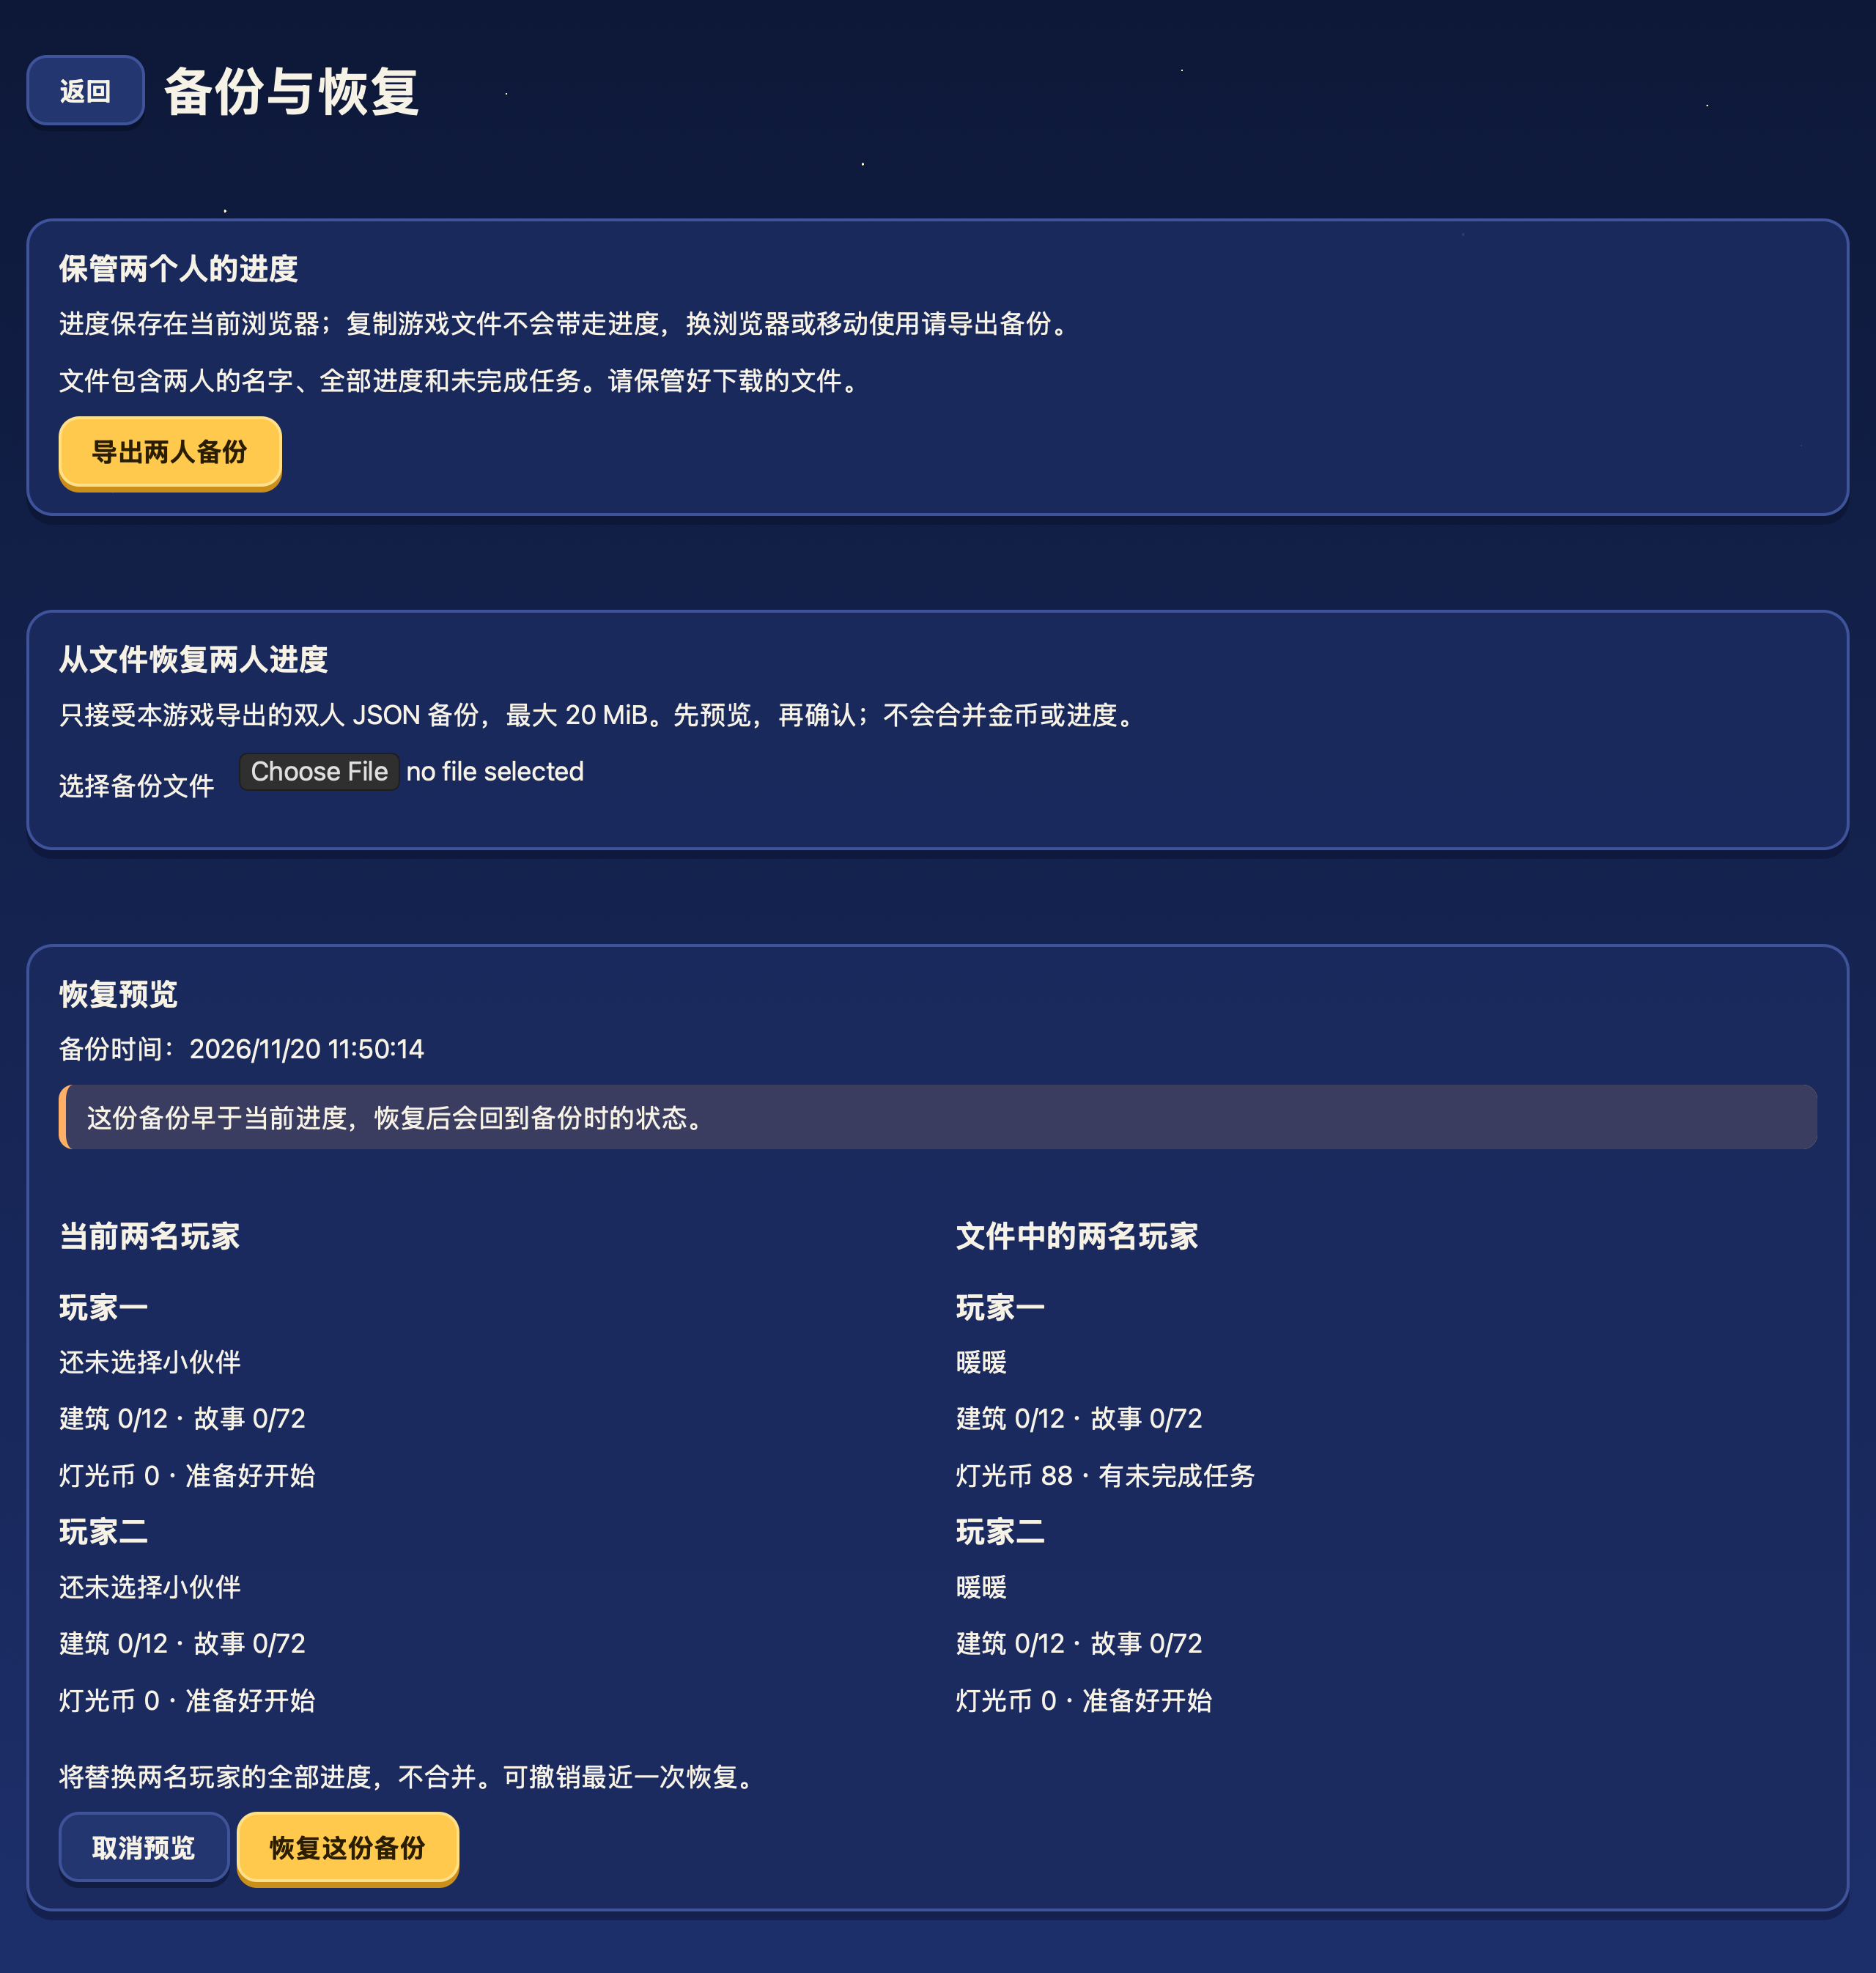 返回
备份与恢复
保管两个人的进度
进度保存在当前浏览器；复制游戏文件不会带走进度，换浏览器或移动使用请导出备份。
文件包含两人的名字、全部进度和未完成任务。请保管好下载的文件。
导出两人备份
从文件恢复两人进度
只接受本游戏导出的双人 JSON 备份，最大 20 MiB。先预览，再确认；不会合并金币或进度。
选择备份文件 Choose File no file selected
恢复预览
备份时间：2026/11/20 11:50:14
这份备份早于当前进度，恢复后会回到备份时的状态。
当前两名玩家
玩家一
还未选择小伙伴
建筑 0/12 · 故事 0/72
灯光币 0 · 准备好开始
玩家二
还未选择小伙伴
建筑 0/12 · 故事 0/72
灯光币 0 · 准备好开始
文件中的两名玩家
玩家一
暖暖
建筑 0/12 · 故事 0/72
灯光币 88 · 有未完成任务
玩家二
暖暖
建筑 0/12 · 故事 0/72
灯光币 0 · 准备好开始
将替换两名玩家的全部进度，不合并。可撤销最近一次恢复。
取消预览
恢复这份备份